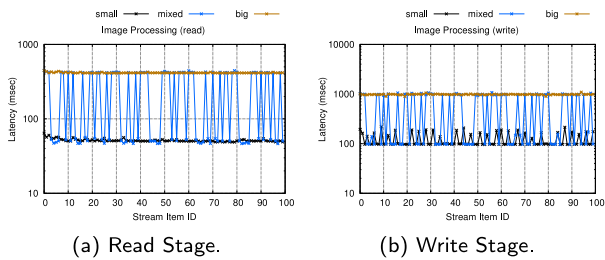 small mixed big
Image Processing (read)
1000
100
10
Latency (msec)
0 10 20 30 40 50 60 70 80 90 100
Stream Item ID
(a) Read Stage.
small mixed big
Image Processing (write)
10000
1000
100
10
Latency (msec)
0 10 20 30 40 50 60 70 80 90 100
Stream Item ID
(b) Write Stage.